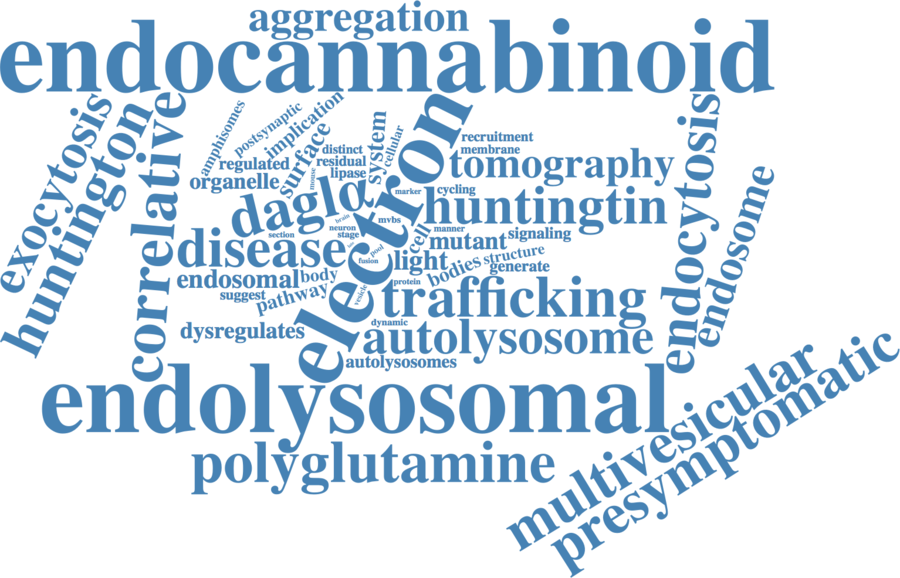 aggregation
endocannabinoid
exocytosis
huntington
correlative
amphisomes
postsynaptic
implication
regulated
organelle
surface
mouse
distinct
residual
lipase
system
cellular
electron
recruitment
membrane
tomography
endocytosis
endosome
daglα
marker
cycling
huntingtin
brain
neuron
stage
section
mvbs
cell
manner
mutant
signaling
disease
pool
fusion
light
bodies
structure
generate
endosomal
body
suggest
pathway
vesicle
protein
trafficking
dysregulates
dynamic
autolysosome
autolysosomes
endolysosomal
polyglutamine
multivesicular
presymptomatic